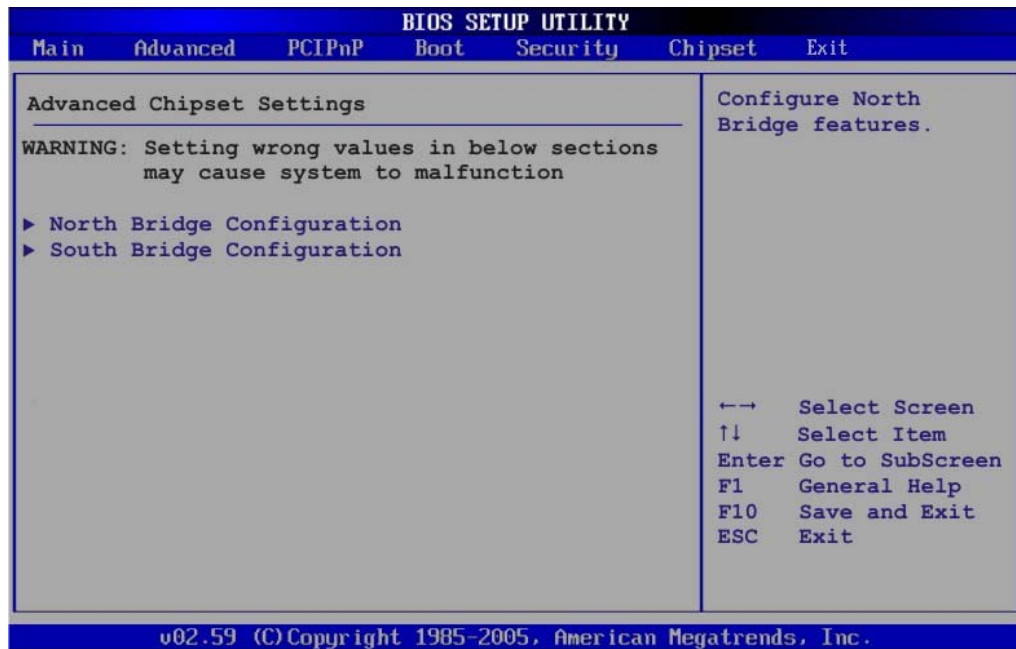 BIOS SETUP UTILITY
Main Advanced PCIPnP Boot Security Chipset Exit
Advanced Chipset Settings
WARNING: Setting wrong values in below sections
may cause system to malfunction
▶ North Bridge Configuration
▶ South Bridge Configuration
Configure North
Bridge features.
←→ Select Screen
↑↓ Select Item
Enter Go to SubScreen
F1 General Help
F10 Save and Exit
ESC Exit
v02.59 (C)Copyright 1985-2005, American Megatrends, Inc.